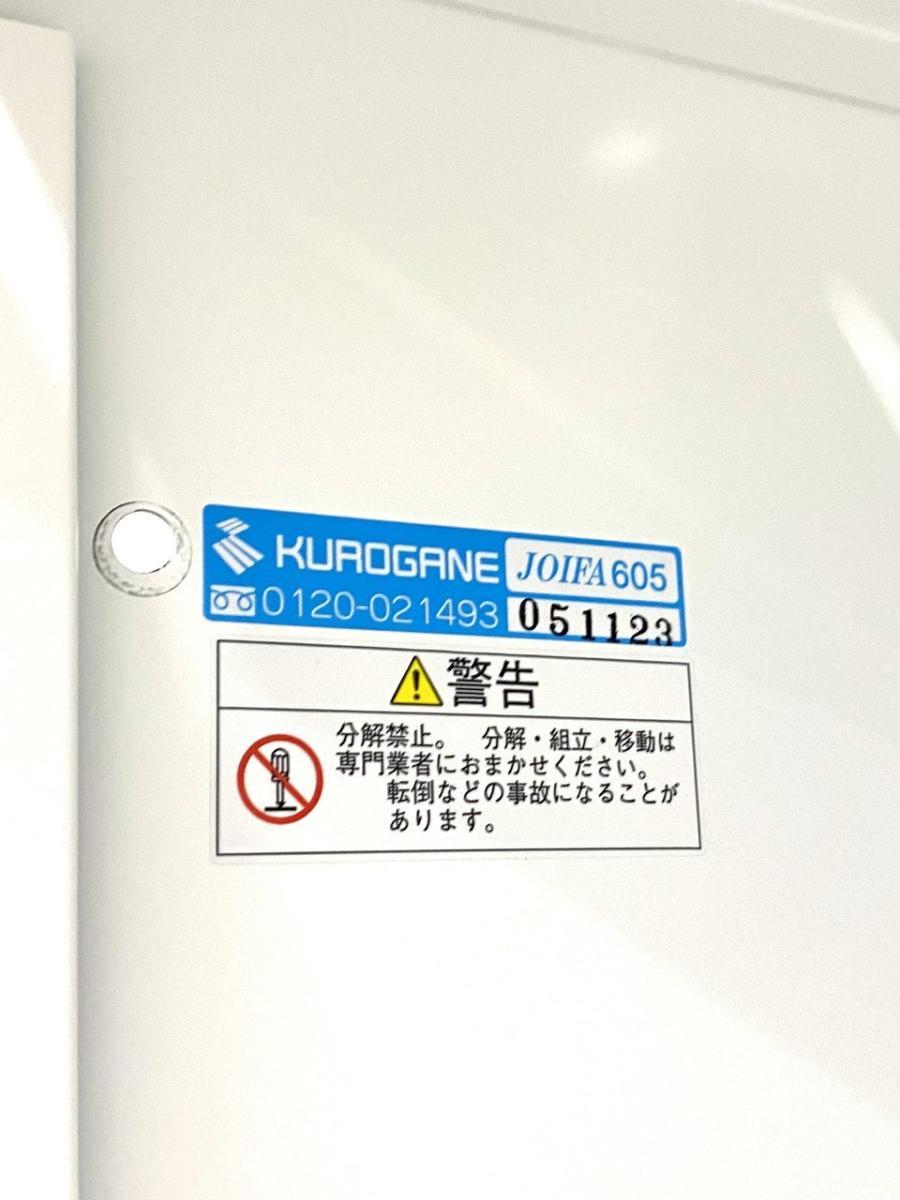 KUROGANE JOIFA605
0120-021493 051123
警告
分解禁止。 分解・組立・移動は
専門業者におまかせください。
転倒などの事故になることが
あります。